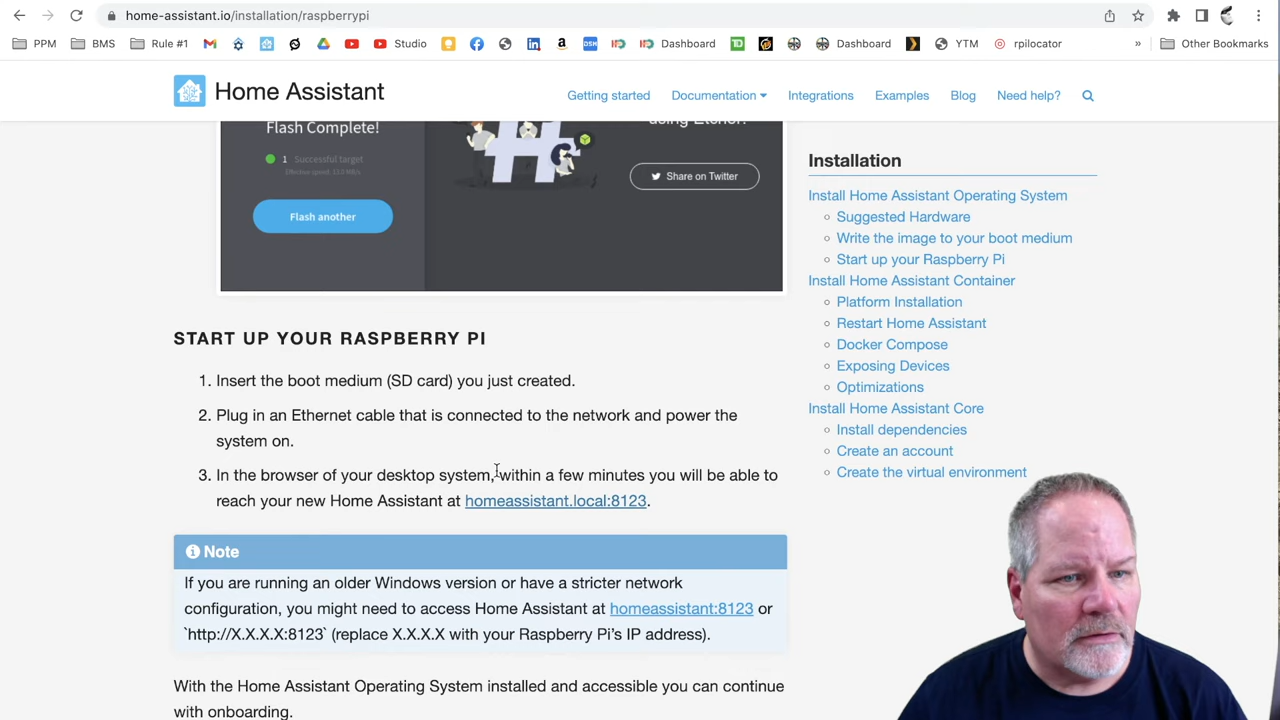 home-assistant.io/installation/raspberrypi
PPM
BMS
Rule #1
Studio
Dashboard
Dashboard
YTM
rpilocator
»
Other Bookmarks
Home Assistant
Getting started
Documentation
Integrations
Examples
Blog
Need help?
Flash Complete!
using Etcher!
1 Successful target
Effective speed: 13.0 MB/s
Share on Twitter
Flash another
START UP YOUR RASPBERRY PI
1. Insert the boot medium (SD card) you just created.
2. Plug in an Ethernet cable that is connected to the network and power the
system on.
3. In the browser of your desktop system, within a few minutes you will be able to
reach your new Home Assistant at homeassistant.local:8123.
Note
If you are running an older Windows version or have a stricter network
configuration, you might need to access Home Assistant at homeassistant:8123 or
`http://X.X.X.X:8123` (replace X.X.X.X with your Raspberry Pi’s IP address).
With the Home Assistant Operating System installed and accessible you can continue
with onboarding.
Installation
Install Home Assistant Operating System
Suggested Hardware
Write the image to your boot medium
Start up your Raspberry Pi
Install Home Assistant Container
Platform Installation
Restart Home Assistant
Docker Compose
Exposing Devices
Optimizations
Install Home Assistant Core
Install dependencies
Create an account
Create the virtual environment